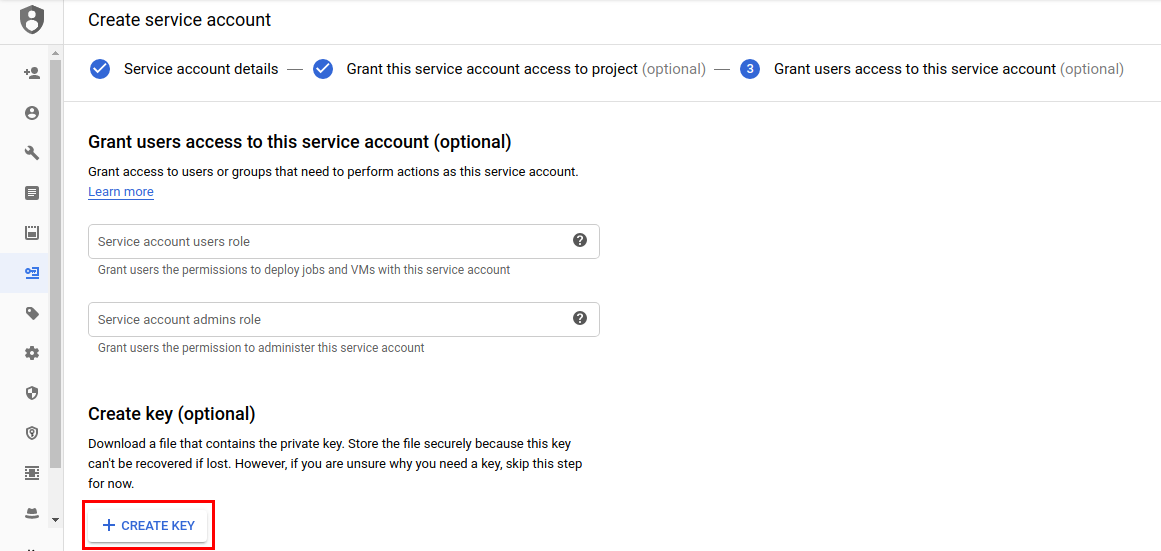 Create service account
Service account details — Grant this service account access to project (optional) — 3 Grant users access to this service account (optional)
Grant users access to this service account (optional)
Grant access to users or groups that need to perform actions as this service account.
Learn more
Service account users role
Grant users the permissions to deploy jobs and VMs with this service account
Service account admins role
Grant users the permission to administer this service account
Create key (optional)
Download a file that contains the private key. Store the file securely because this key
can't be recovered if lost. However, if you are unsure why you need a key, skip this step
for now.
+ CREATE KEY